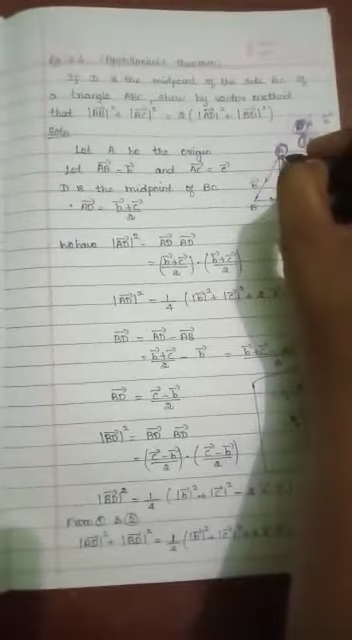 (Apollonius theorem)
If D is the midpoint of the side BC of
a triangle ABC, show by vector method
that |AB|² + |AC|² = 2(|AD|² + |BD|²)
Soln
Let A be the origin
Let AB = b and AC = c
D is the midpoint of BC
∴ AD = (b+c)/2
We have |AD|² = AD AD
= (b+c)/2 · (b+c)/2
|AD|² = 1/4 (|b|² + |c|² + 2
BD = AD - AB
= (b+c)/2 - b =
BD = (c-b)/2
|BD|² = BD BD
= (c-b)/2 · (c-b)/2
|BD|² = 1/4 (|b|² + |c|² - 2
From ① & ②
|AD|² + |BD|² = 1/4 (|b|² + |c|² +